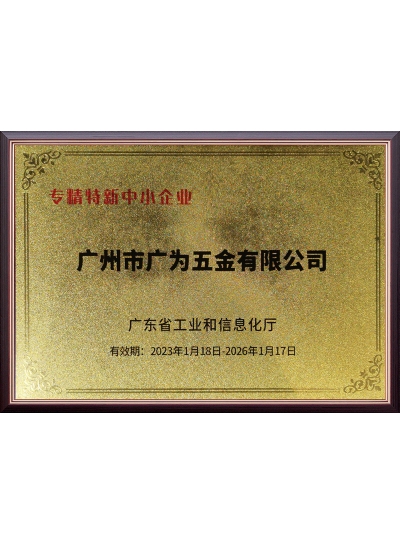 专精特新中小企业
广州市广为五金有限公司
广东省工业和信息化厅
有效期：2023年1月18日-2026年1月17日